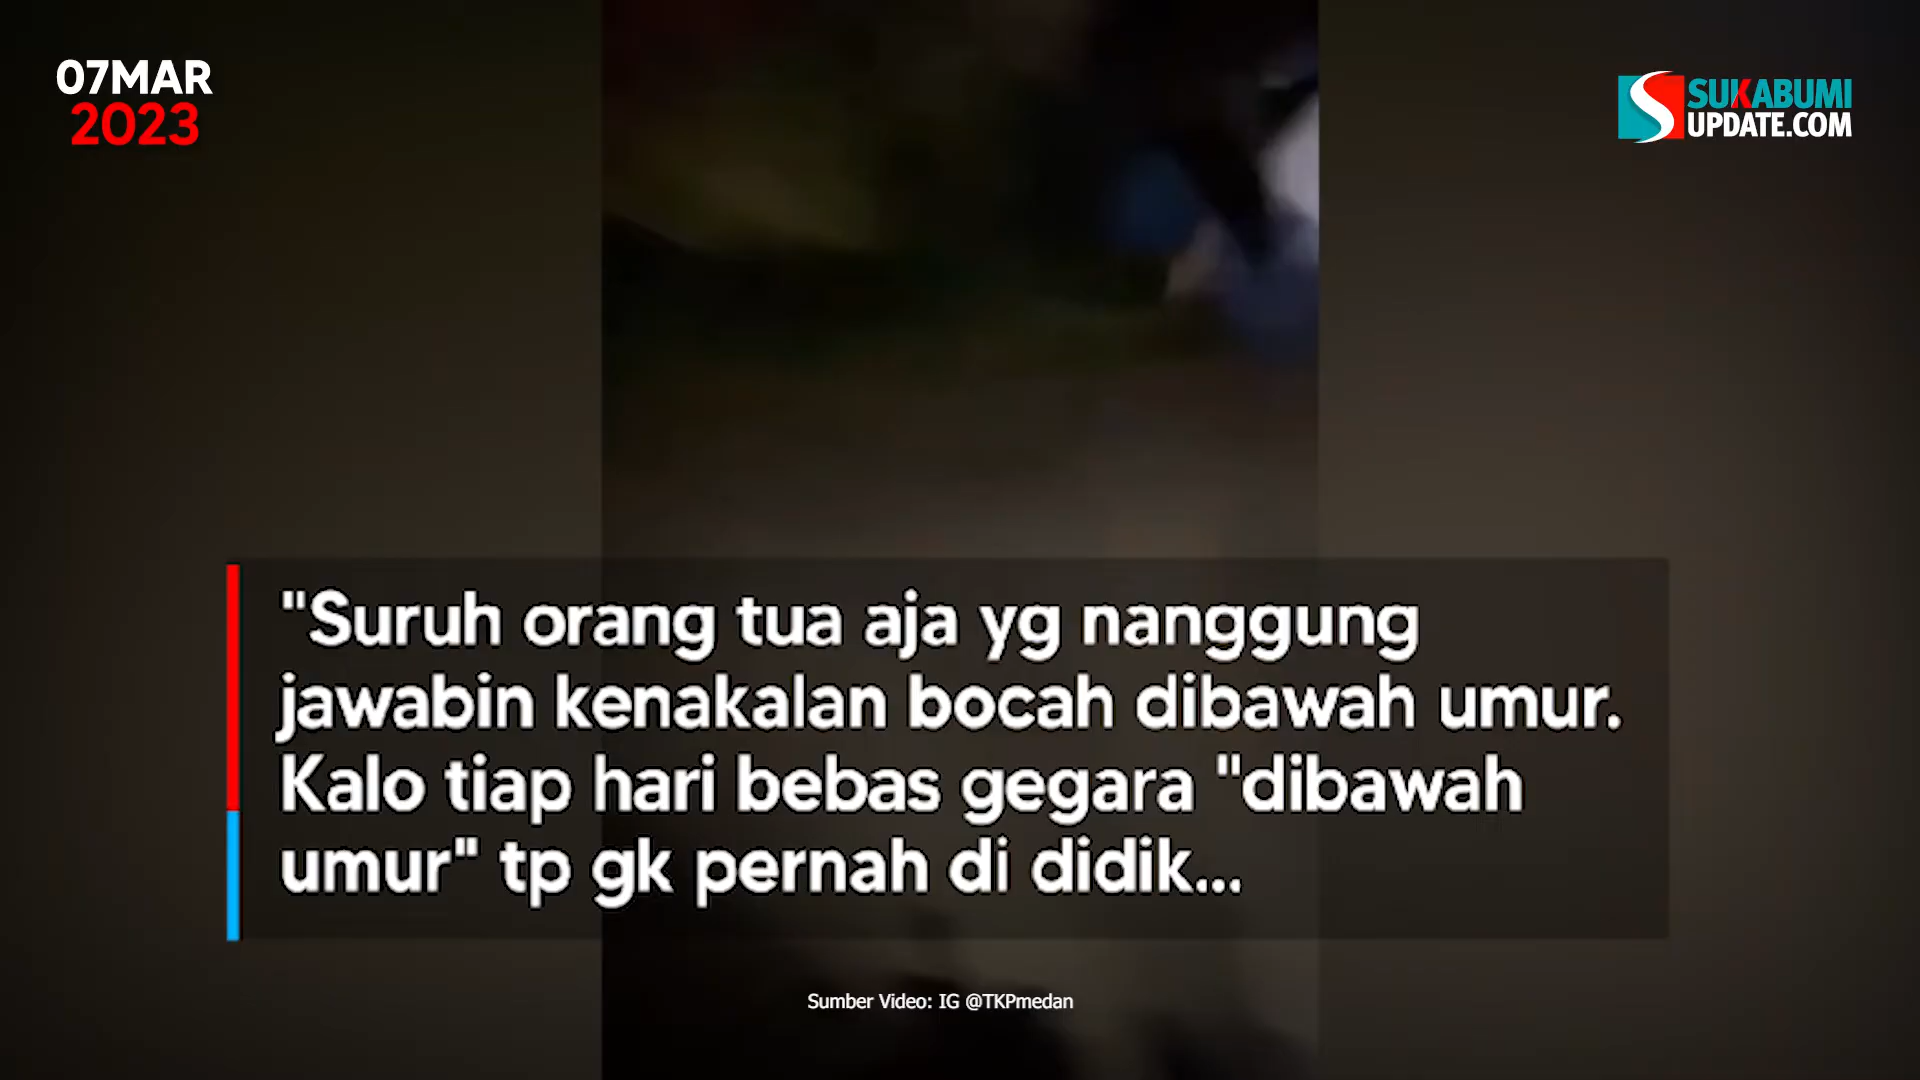 07MAR
2023
SUKABUMI
UPDATE.COM
"Suruh orang tua aja yg nanggung
jawabin kenakalan bocah dibawah umur.
Kalo tiap hari bebas gegara "dibawah
umur" tp gk pernah di didik...
Sumber Video: IG @TKPmedan